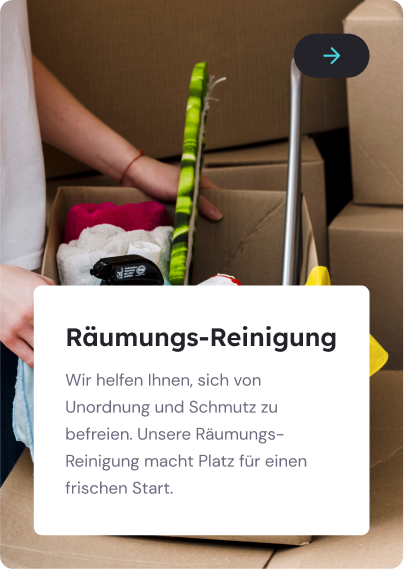 Räumungs-Reinigung
Wir helfen Ihnen, sich von
Unordnung und Schmutz zu
befreien. Unsere Räumungs-
Reinigung macht Platz für einen
frischen Start.